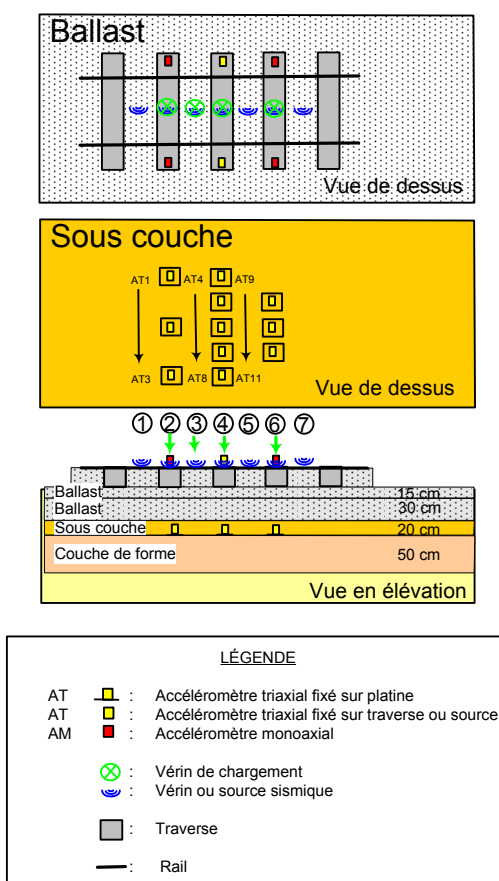 Ballast
Vue de dessus
Sous couche
AT1 AT4 AT9
AT3 AT8 AT11
Vue de dessus
1 2 3 4 5 6 7
Ballast 15 cm
Ballast 30 cm
Sous couche 20 cm
Couche de forme 50 cm
Vue en élévation
LÉGENDE
AT : Accéléromètre triaxial fixé sur platine
AT : Accéléromètre triaxial fixé sur traverse ou source
AM : Accéléromètre monoaxial
: Vérin de chargement
: Vérin ou source sismique
: Traverse
: Rail